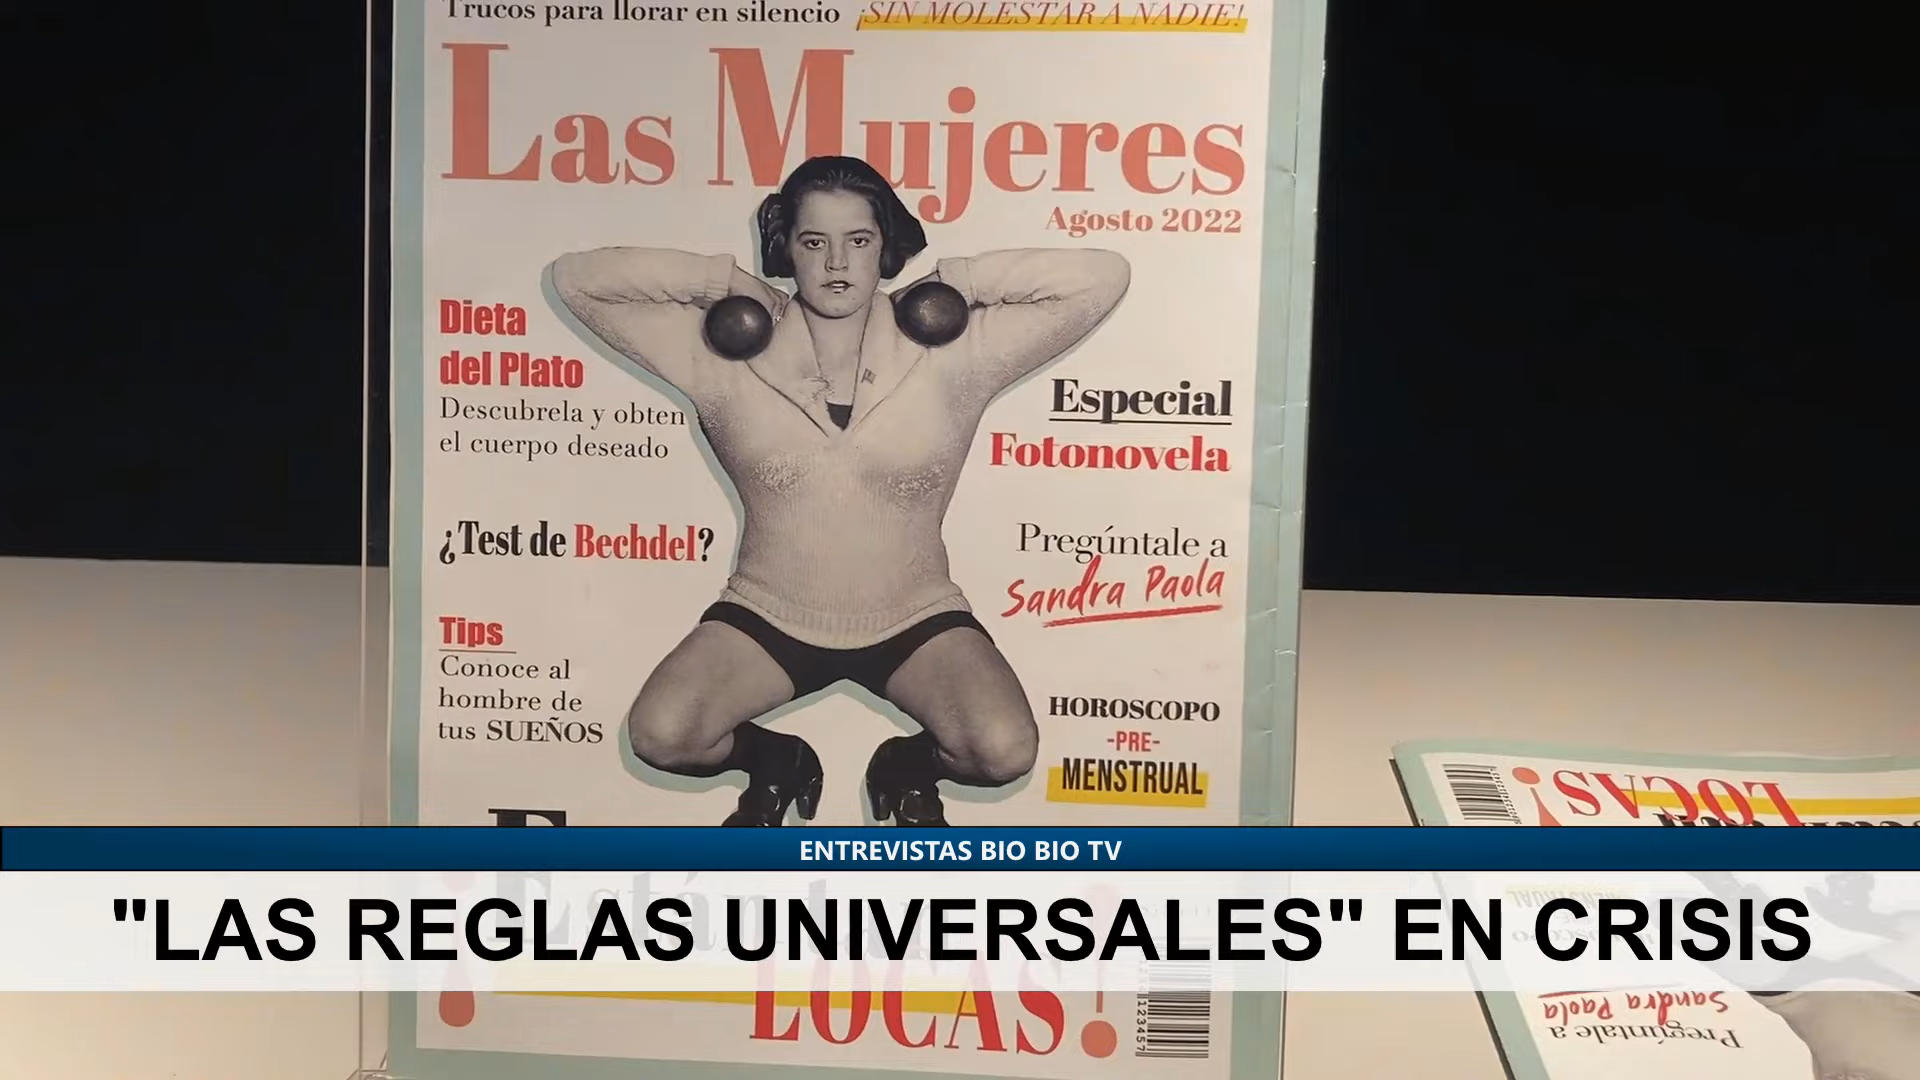 Trucos para llorar en silencio ¡SIN MOLESTAR A NADIE!
Las Mujeres
Agosto 2022
Dieta
del Plato
Descubrela y obten
el cuerpo deseado
¿Test de Bechdel?
Tips
Conoce al
hombre de
tus SUEÑOS
Especial
Fotonovela
Pregúntale a
Sandra Paola
HOROSCOPO
-PRE-
MENSTRUAL
ENTREVISTAS BIO BIO TV
"LAS REGLAS UNIVERSALES" EN CRISIS
¡Están
LOCAS!
LOCAS!
Sandra Paola
Pregúntale a